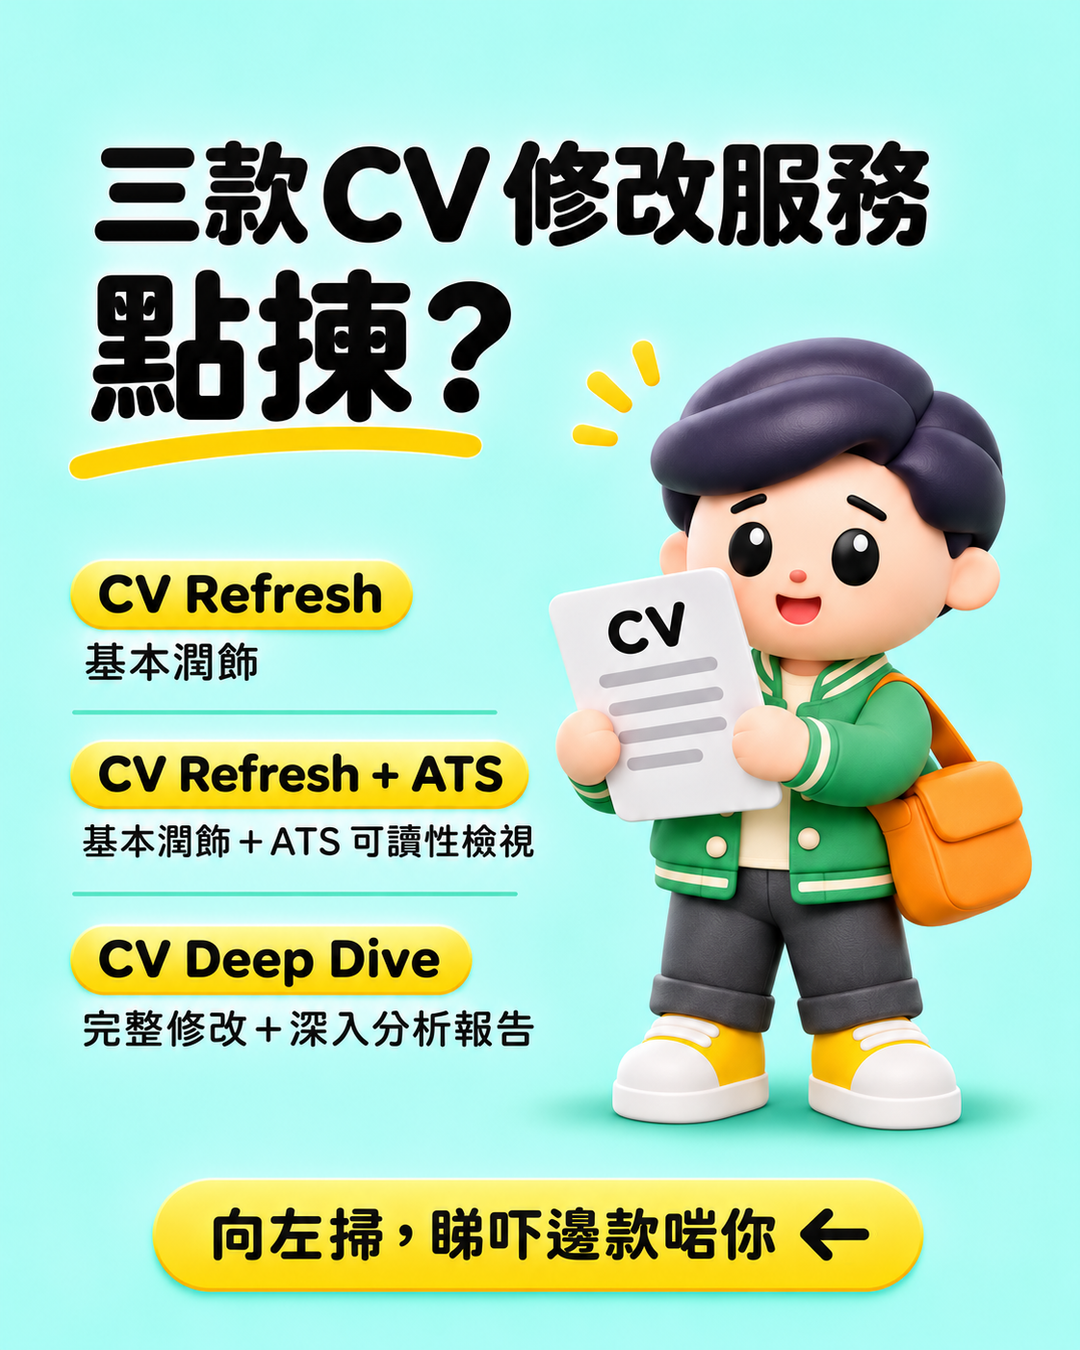 三款CV修改服務
點揀?
CV
CV Refresh
基本潤飾
CV Refresh + ATS
基本潤飾＋ATS 可讀性檢視
CV Deep Dive
完整修改＋深入分析報告
向左掃，睇吓邊款啱你 ←